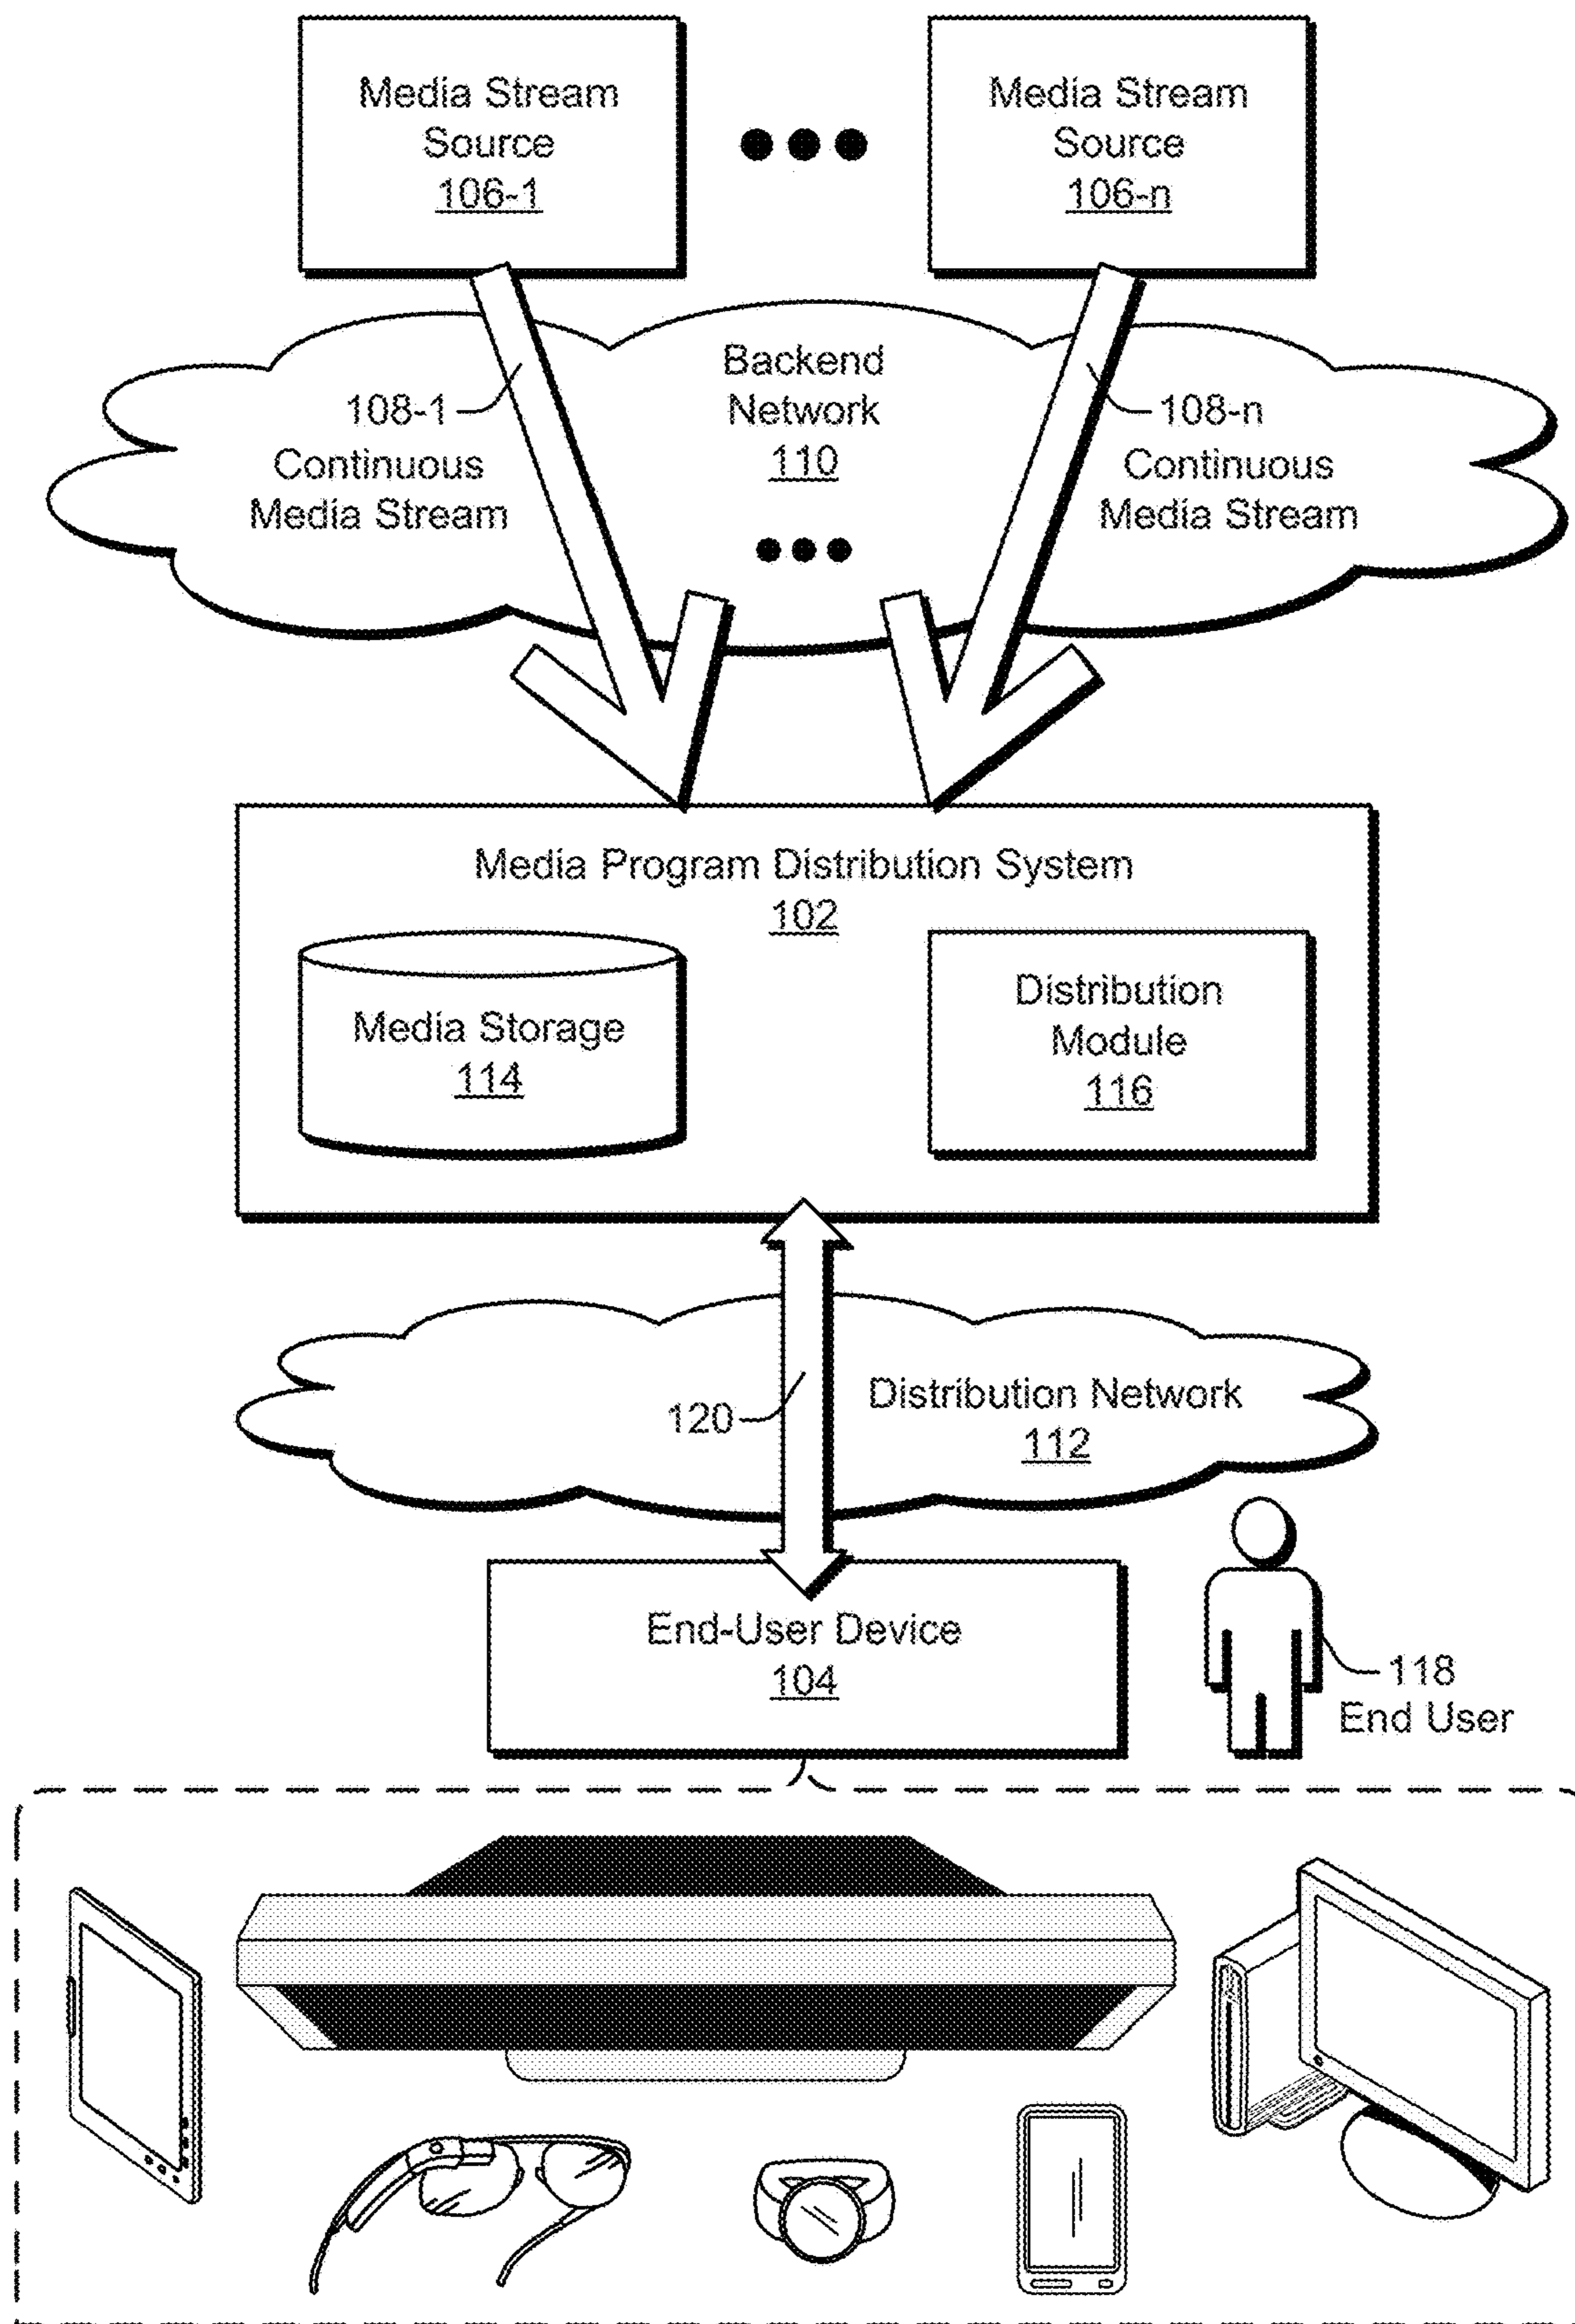 Media Stream
Source
106-1
Media Stream
Source
106-n
Backend
Network
110
108-1
Continuous
Media Stream
108-n
Continuous
Media Stream
Media Program Distribution System
102
Media Storage
114
Distribution
Module
116
120
Distribution Network
112
End-User Device
104
118
End User